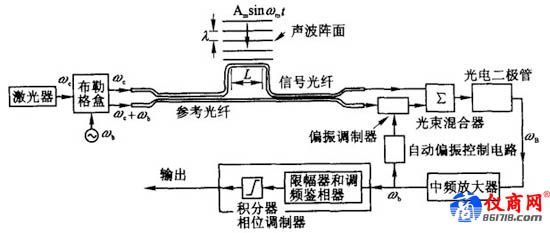 Aₘsinωₘt
λ
声波阵面
激光器
ωc
布勒
格盒
ωc
ωc+ωb
ωb
L
信号光纤
参考光纤
Σ
光电二极管
光束混合器
偏振调制器
自动偏振控制电路
ωB
中频放大器
ωb
限幅器和调
频鉴相器
积分器
相位调制器
输出
仪商网
861718.com